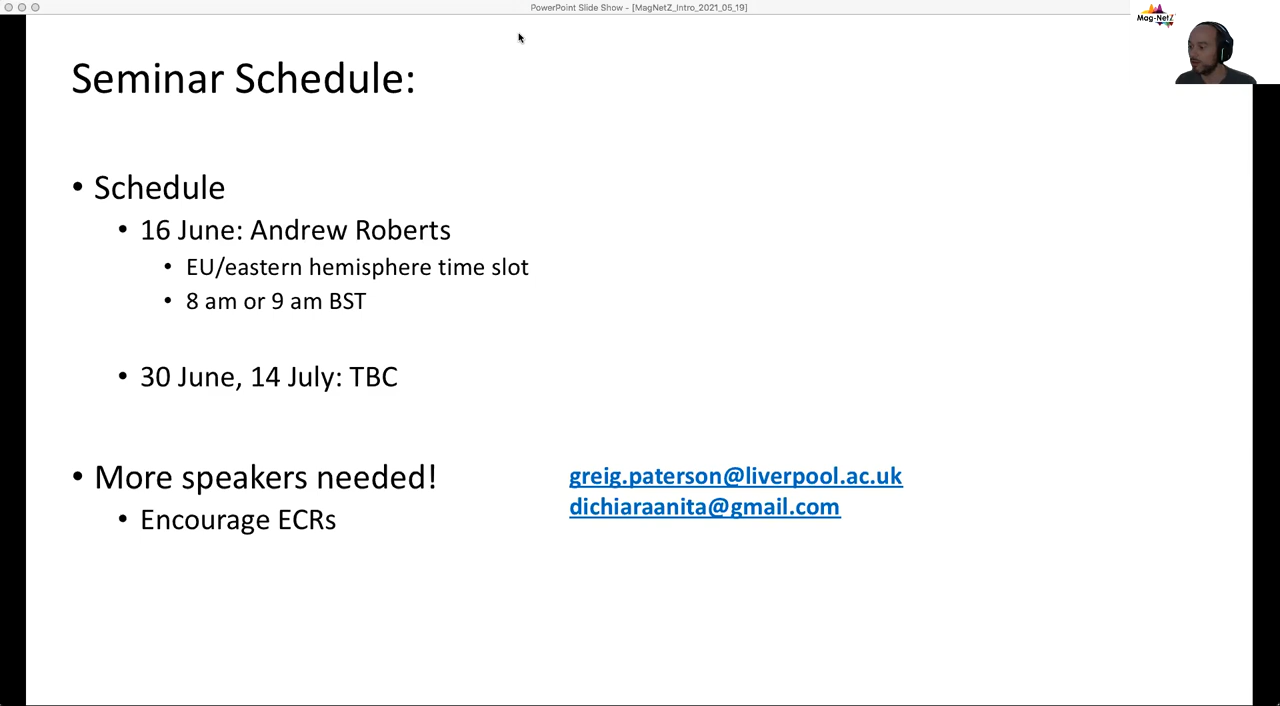 PowerPoint Slide Show - [MagNetZ_Intro_2021_05_19]
Mag-NetZ
Seminar Schedule:
• Schedule
• 16 June: Andrew Roberts
• EU/eastern hemisphere time slot
• 8 am or 9 am BST
• 30 June, 14 July: TBC
• More speakers needed!
• Encourage ECRs
greig.paterson@liverpool.ac.uk
dichiaraanita@gmail.com